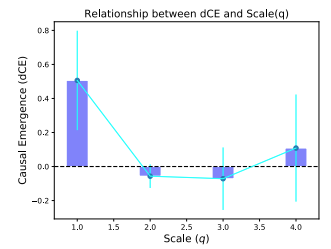 Relationship between dCE and Scale(q)
Causal Emergence (dCE)
0.8
0.6
0.4
0.2
0.0
−0.2
1.0 1.5 2.0 2.5 3.0 3.5 4.0
Scale (q)